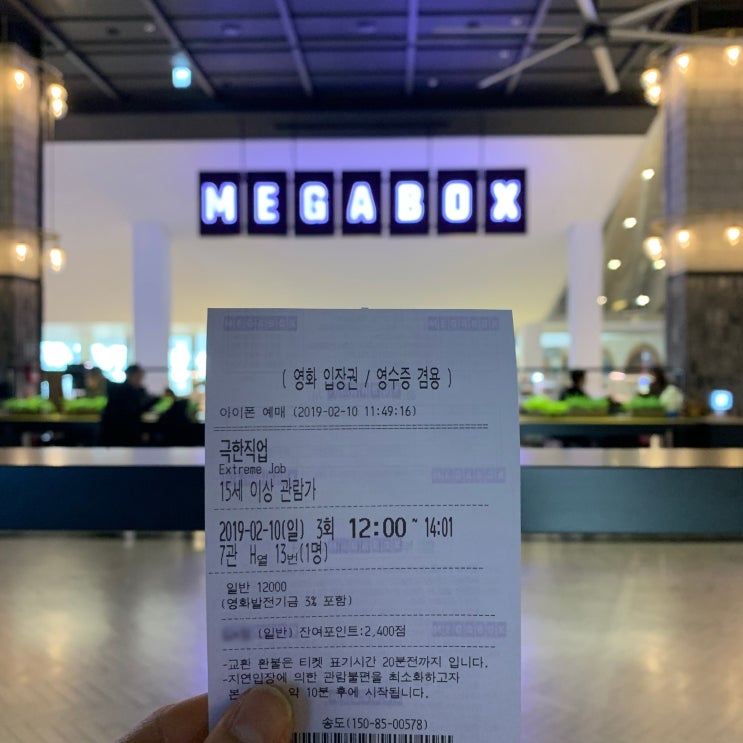 MEGABOX
MEGABOX MEGABOX
( 영화 입장권 / 영수증 겸용 )
아이폰 예매 (2019-02-10 11:49:16)
극한직업
Extreme Job
15세 이상 관람가
MEGABOX
2019-02-10(일) 3회 12:00 ~ 14:01
7관 H열 13번(1명)
MEGABOX
일반 12000
(영화발전기금 3% 포함)
(일반) 잔여포인트:2,400점
MEGABOX
-교환 환불은 티켓 표기시간 20분전까지 입니다.
-지연입장에 의한 관람불편을 최소화하고자
본 약 10분 후에 시작됩니다.
송도(150-85-00578)